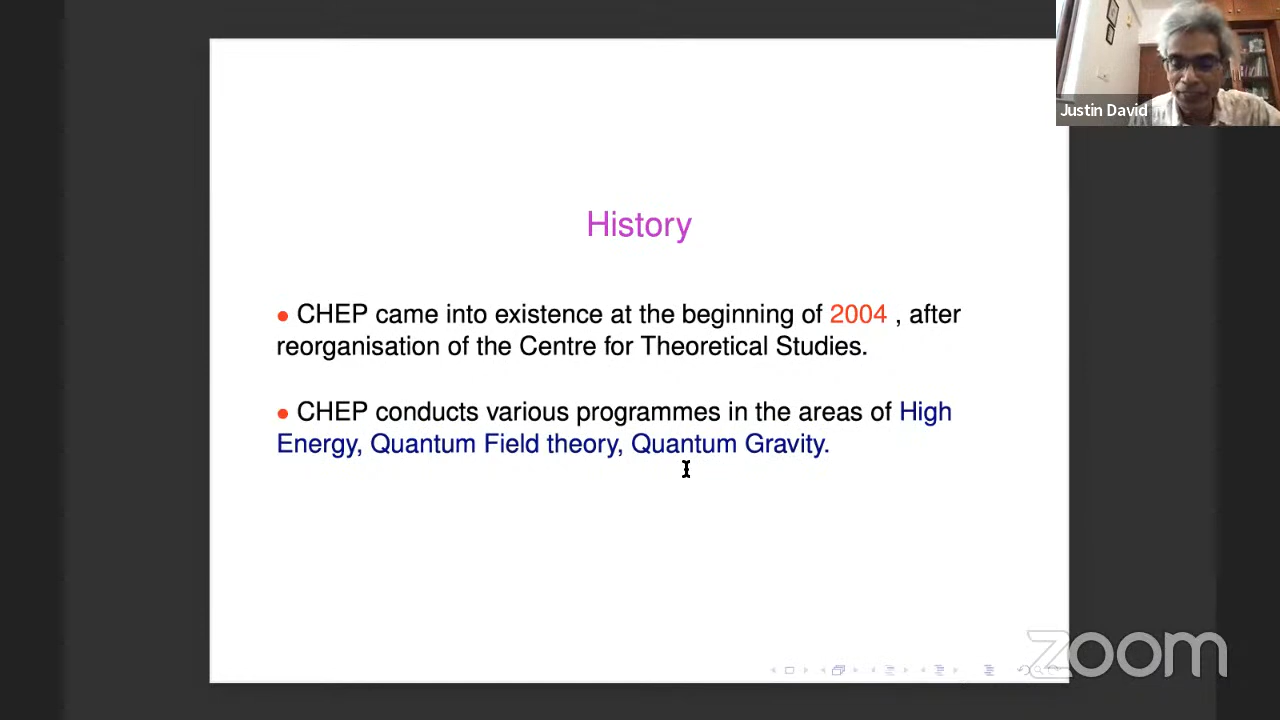 Justin David
History
• CHEP came into existence at the beginning of 2004 , after
reorganisation of the Centre for Theoretical Studies.
• CHEP conducts various programmes in the areas of High
Energy, Quantum Field theory, Quantum Gravity.
zoom